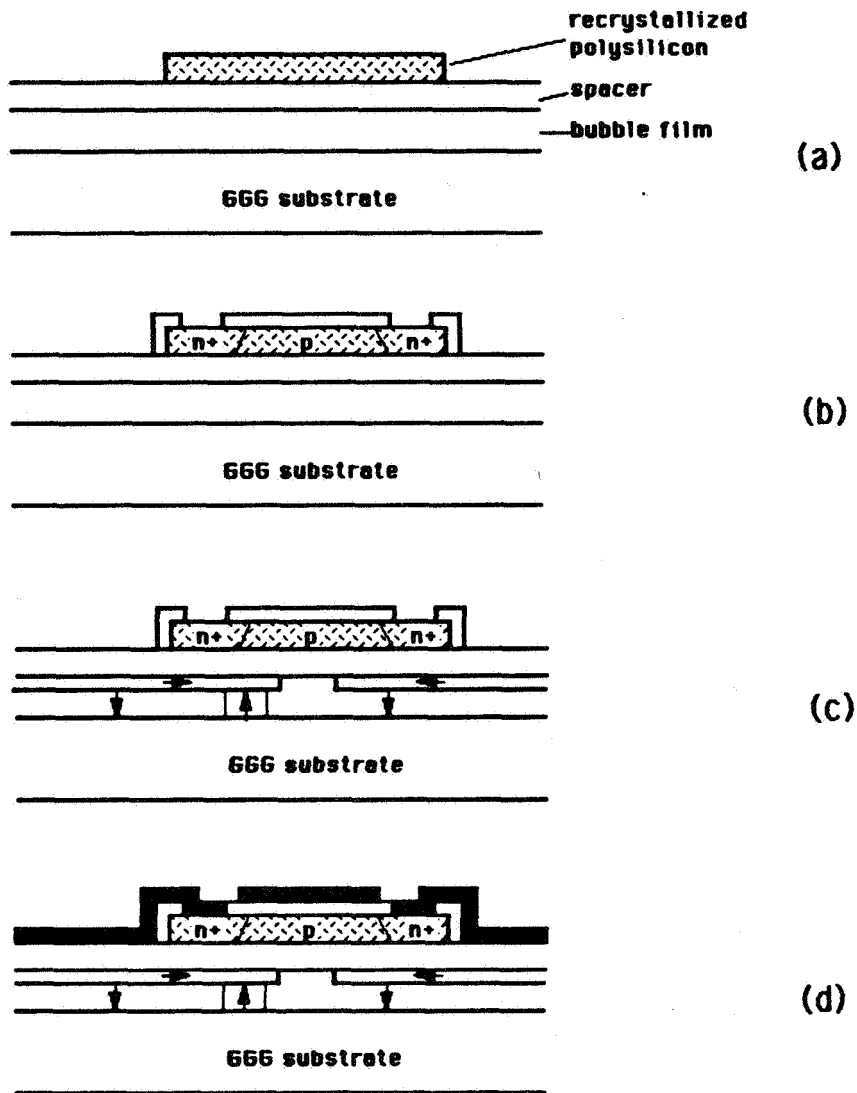 recrystallized
polysilicon
spacer
bubble film
(a)
GGG substrate
n+ p n+
(b)
GGG substrate
n+ p n+
(c)
GGG substrate
n+ p n+
(d)
GGG substrate